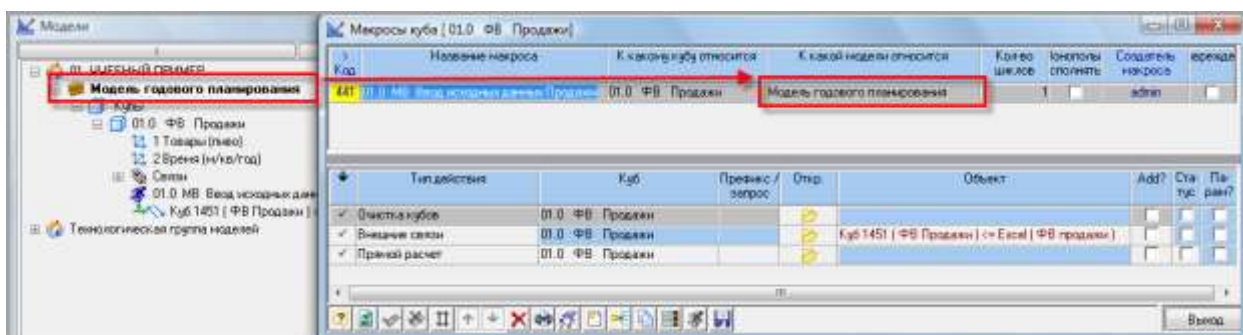 Модели
01. УЧЕБНЫЙ ПРИМЕР
Модель годового планирования
Кубы
01.0 ФВ Продажи
1 Товары (пиво)
2 Время (м/кв/год)
Связи
01.0 МВ Ввод исходных данн
Куб 1451 ( ФВ Продажи )
Технологическая группа моделей
Макросы куба [ 01.0 ФВ Продажи]
Код
Название макроса
К какому кубу относится
К какой модели относится
Кол-во циклов
Создатель макроса
441 01.0 МВ Ввод исходных данных Продажи 01.0 ФВ Продажи Модель годового планирования 1 admin
Тип действия Куб Префикс / запрос Откр. Объект Add? Ста тус Па- рам?
Очистка кубов 01.0 ФВ Продажи
Внешние связи 01.0 ФВ Продажи Куб 1451 ( ФВ Продажи ) <= Excel ( ФВ продажи )
Прямой расчет 01.0 ФВ Продажи
Выход